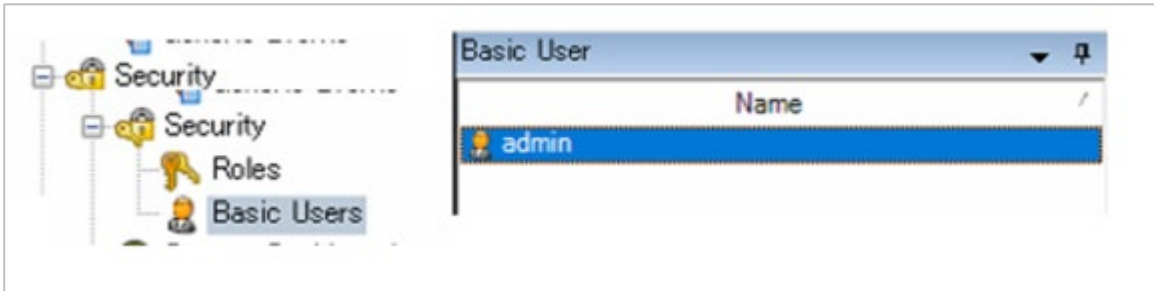 Security
Security
Roles
Basic Users
Basic User
Name
admin